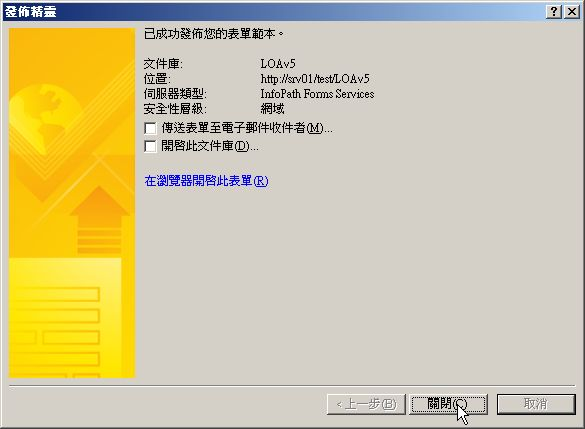 發佈精靈
已成功發佈您的表單範本。
文件庫: LOAv5
位置: http://srv01/test/LOAv5
伺服器類型: InfoPath Forms Services
安全性層級: 網域
傳送表單至電子郵件收件者(M)...
開啟此文件庫(D)...
在瀏覽器開啟此表單(R)
< 上一步(B) 關閉(C) 取消